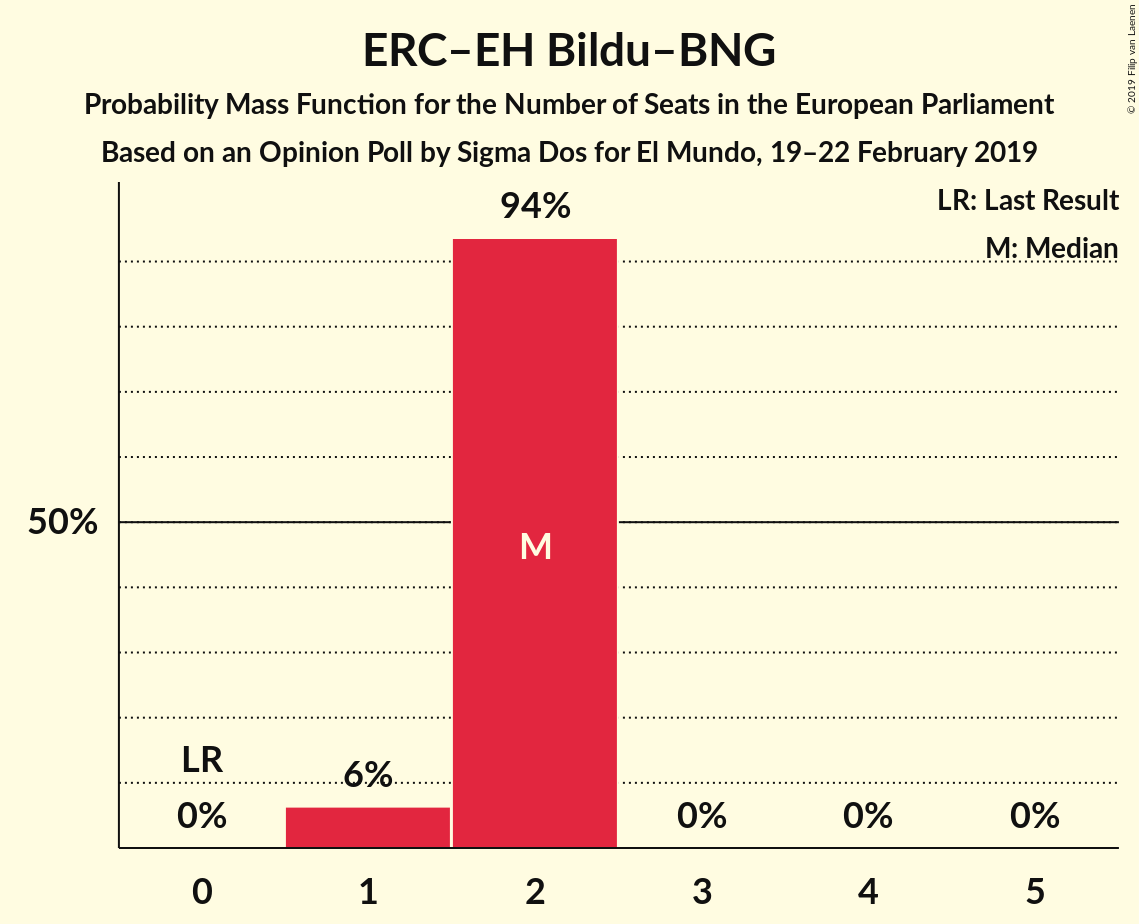 ERC–EH Bildu–BNG
Probability Mass Function for the Number of Seats in the European Parliament
Based on an Opinion Poll by Sigma Dos for El Mundo, 19–22 February 2019
© 2019 Filip van Laenen
LR: Last Result
M: Median
94%
50%
M
LR
6%
0%
0%
0%
0%
0
1
2
3
4
5